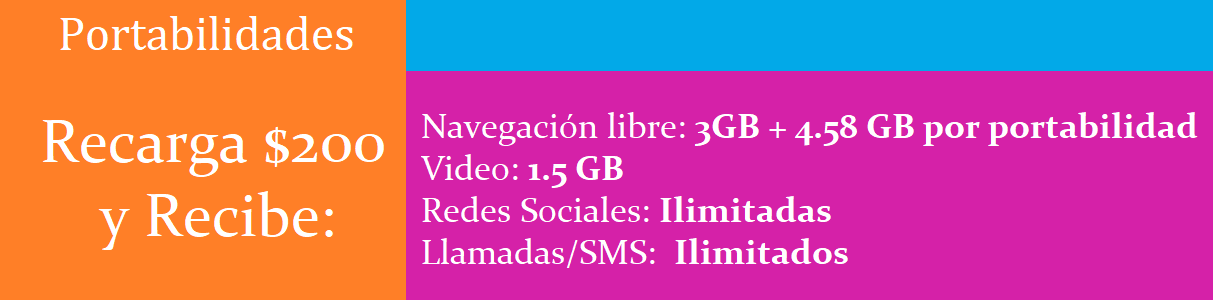 Portabilidades
Recarga $200
y Recibe:
Navegación libre: 3GB + 4.58 GB por portabilidad
Video: 1.5 GB
Redes Sociales: Ilimitadas
Llamadas/SMS: Ilimitados